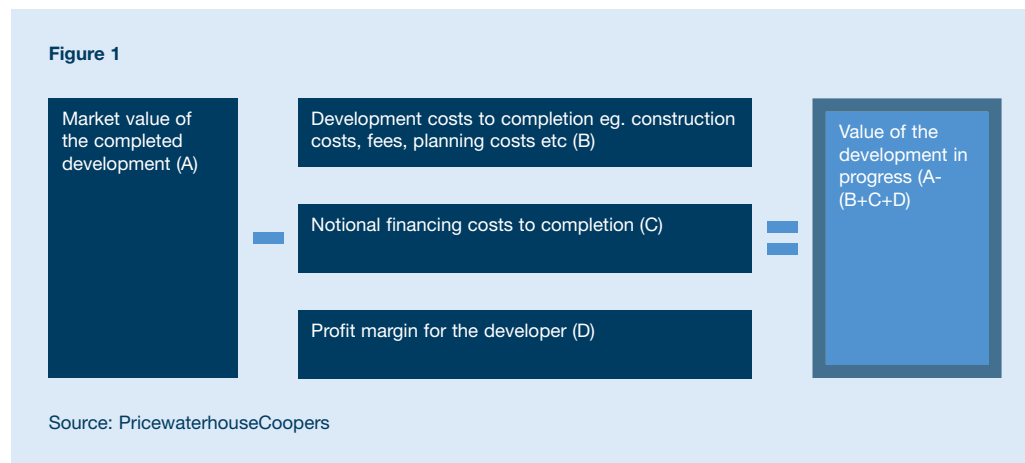 Figure 1
Market value of
the completed
development (A)
Development costs to completion eg. construction
costs, fees, planning costs etc (B)
Notional financing costs to completion (C)
Profit margin for the developer (D)
Value of the
development in
progress (A-
(B+C+D)
Source: PricewaterhouseCoopers